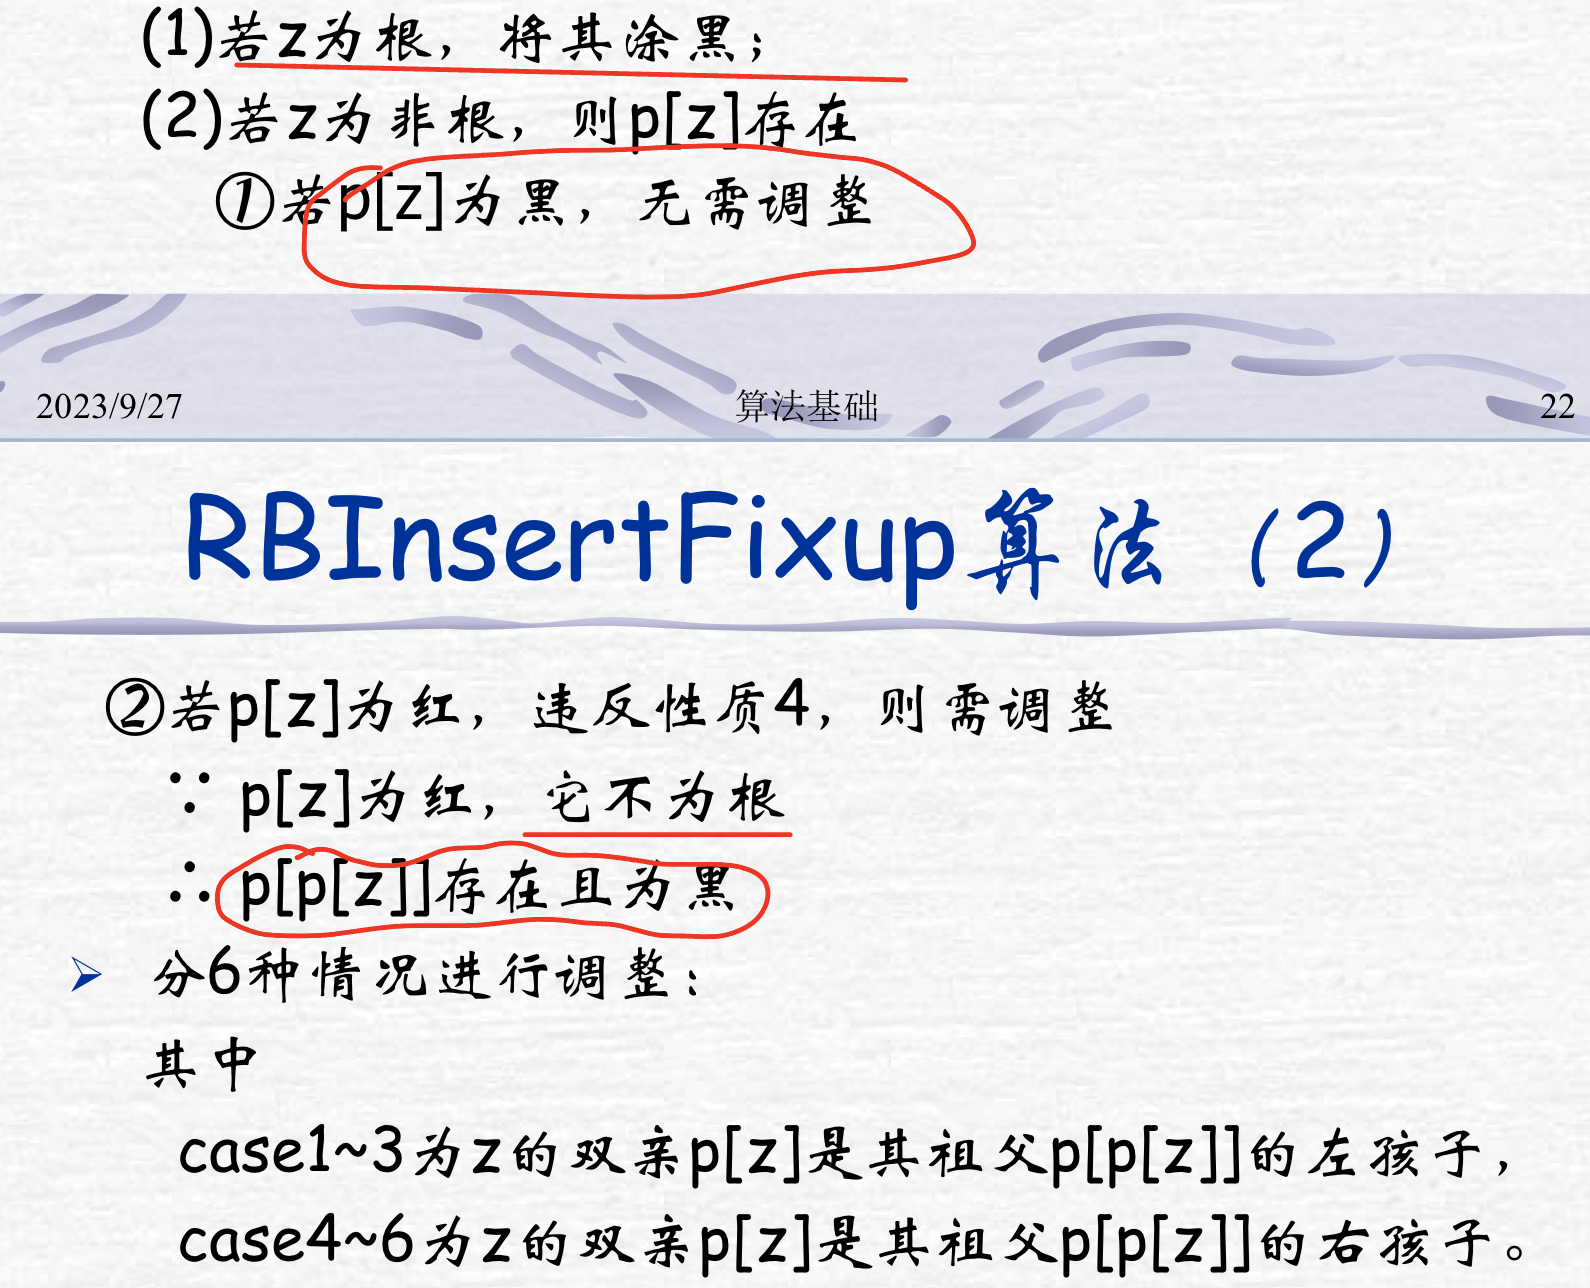 (1)若z为根，将其涂黑；
(2)若z为非根，则p[z]存在
①若p[z]为黑，无需调整
2023/9/27 算法基础 22
RBInsertFixup算法（2）
②若p[z]为红，违反性质4，则需调整
∵ p[z]为红，它不为根
∴ p[p[z]]存在且为黑
➢ 分6种情况进行调整：
其中
case1~3为z的双亲p[z]是其祖父p[p[z]]的左孩子，
case4~6为z的双亲p[z]是其祖父p[p[z]]的右孩子。